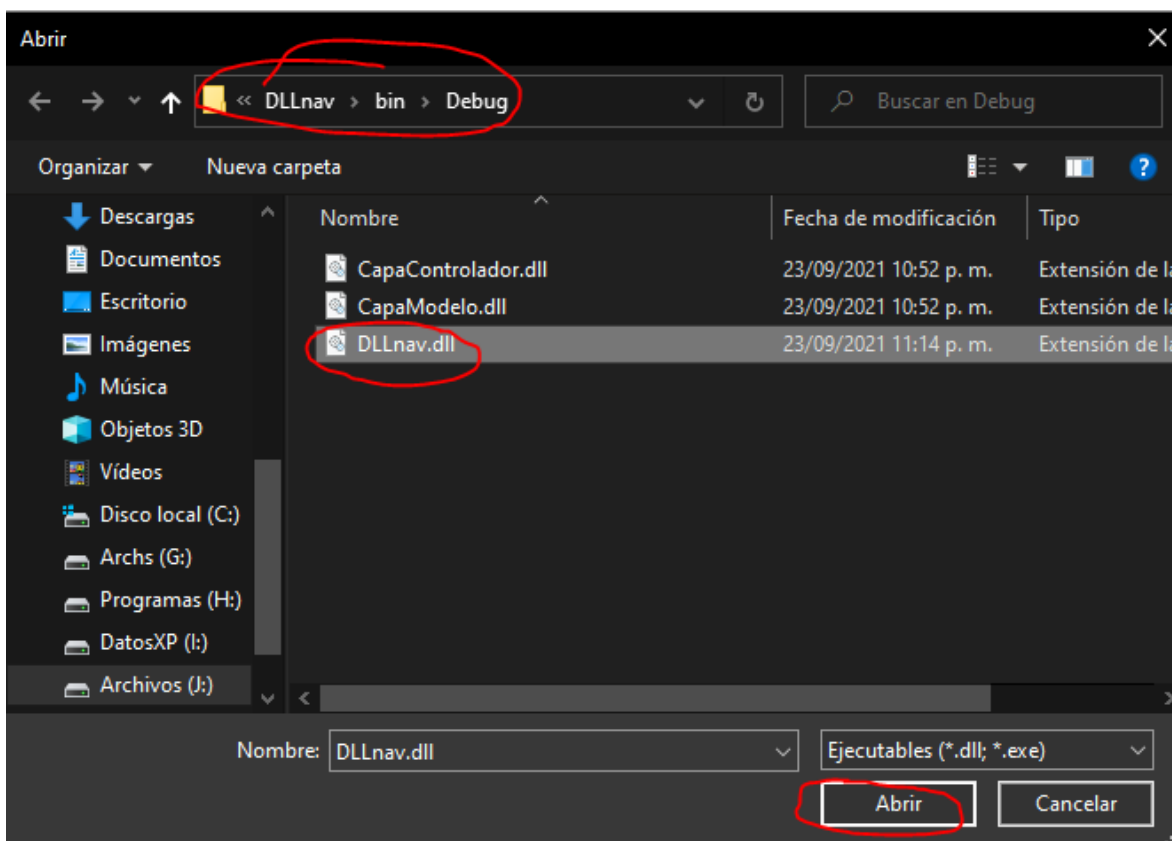 Abrir
« DLLnav > bin > Debug
Buscar en Debug
Organizar
Nueva carpeta
Descargas
Documentos
Escritorio
Imágenes
Música
Objetos 3D
Vídeos
Disco local (C:)
Archs (G:)
Programas (H:)
DatosXP (I:)
Archivos (J:)
Nombre Fecha de modificación Tipo
CapaControlador.dll 23/09/2021 10:52 p. m. Extensión de la
CapaModelo.dll 23/09/2021 10:52 p. m. Extensión de la
DLLnav.dll 23/09/2021 11:14 p. m. Extensión de la
Nombre: DLLnav.dll Ejecutables (*.dll; *.exe)
Abrir Cancelar